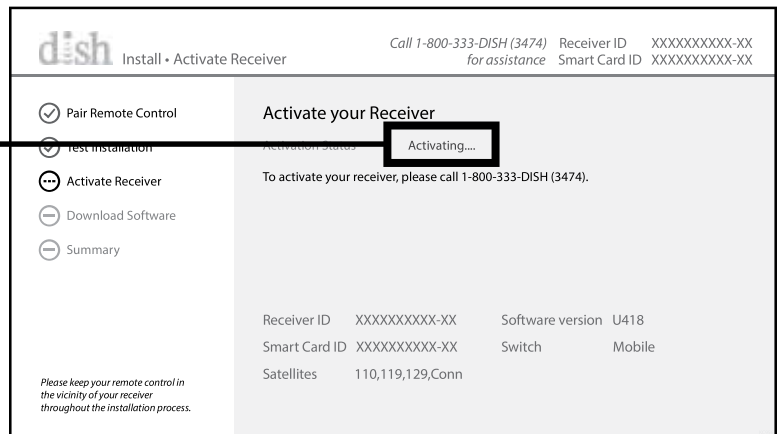 dish Install • Activate Receiver
Call 1-800-333-DISH (3474) Receiver ID XXXXXXXXXX-XX
for assistance Smart Card ID XXXXXXXXXX-XX
Pair Remote Control
Test Installation
Activate Receiver
Download Software
Summary
Please keep your remote control in
the vicinity of your receiver
throughout the installation process.
Activate your Receiver
Activation Status Activating....
To activate your receiver, please call 1-800-333-DISH (3474).
Receiver ID XXXXXXXXXX-XX Software version U418
Smart Card ID XXXXXXXXXX-XX Switch Mobile
Satellites 110,119,129,Conn